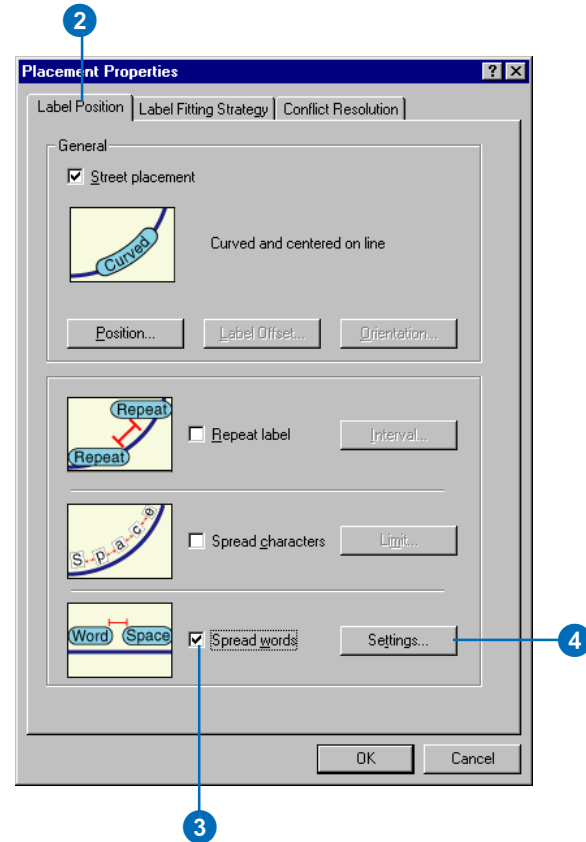 2
Placement Properties
? X
Label Position Label Fitting Strategy Conflict Resolution
General
Street placement
Curved
Curved and centered on line
Position... Label Offset... Orientation...
Repeat
Repeat
Repeat label Interval...
S-p-a-c-e
Spread characters Limit...
Word Space
Spread words Settings...
4
OK Cancel
3